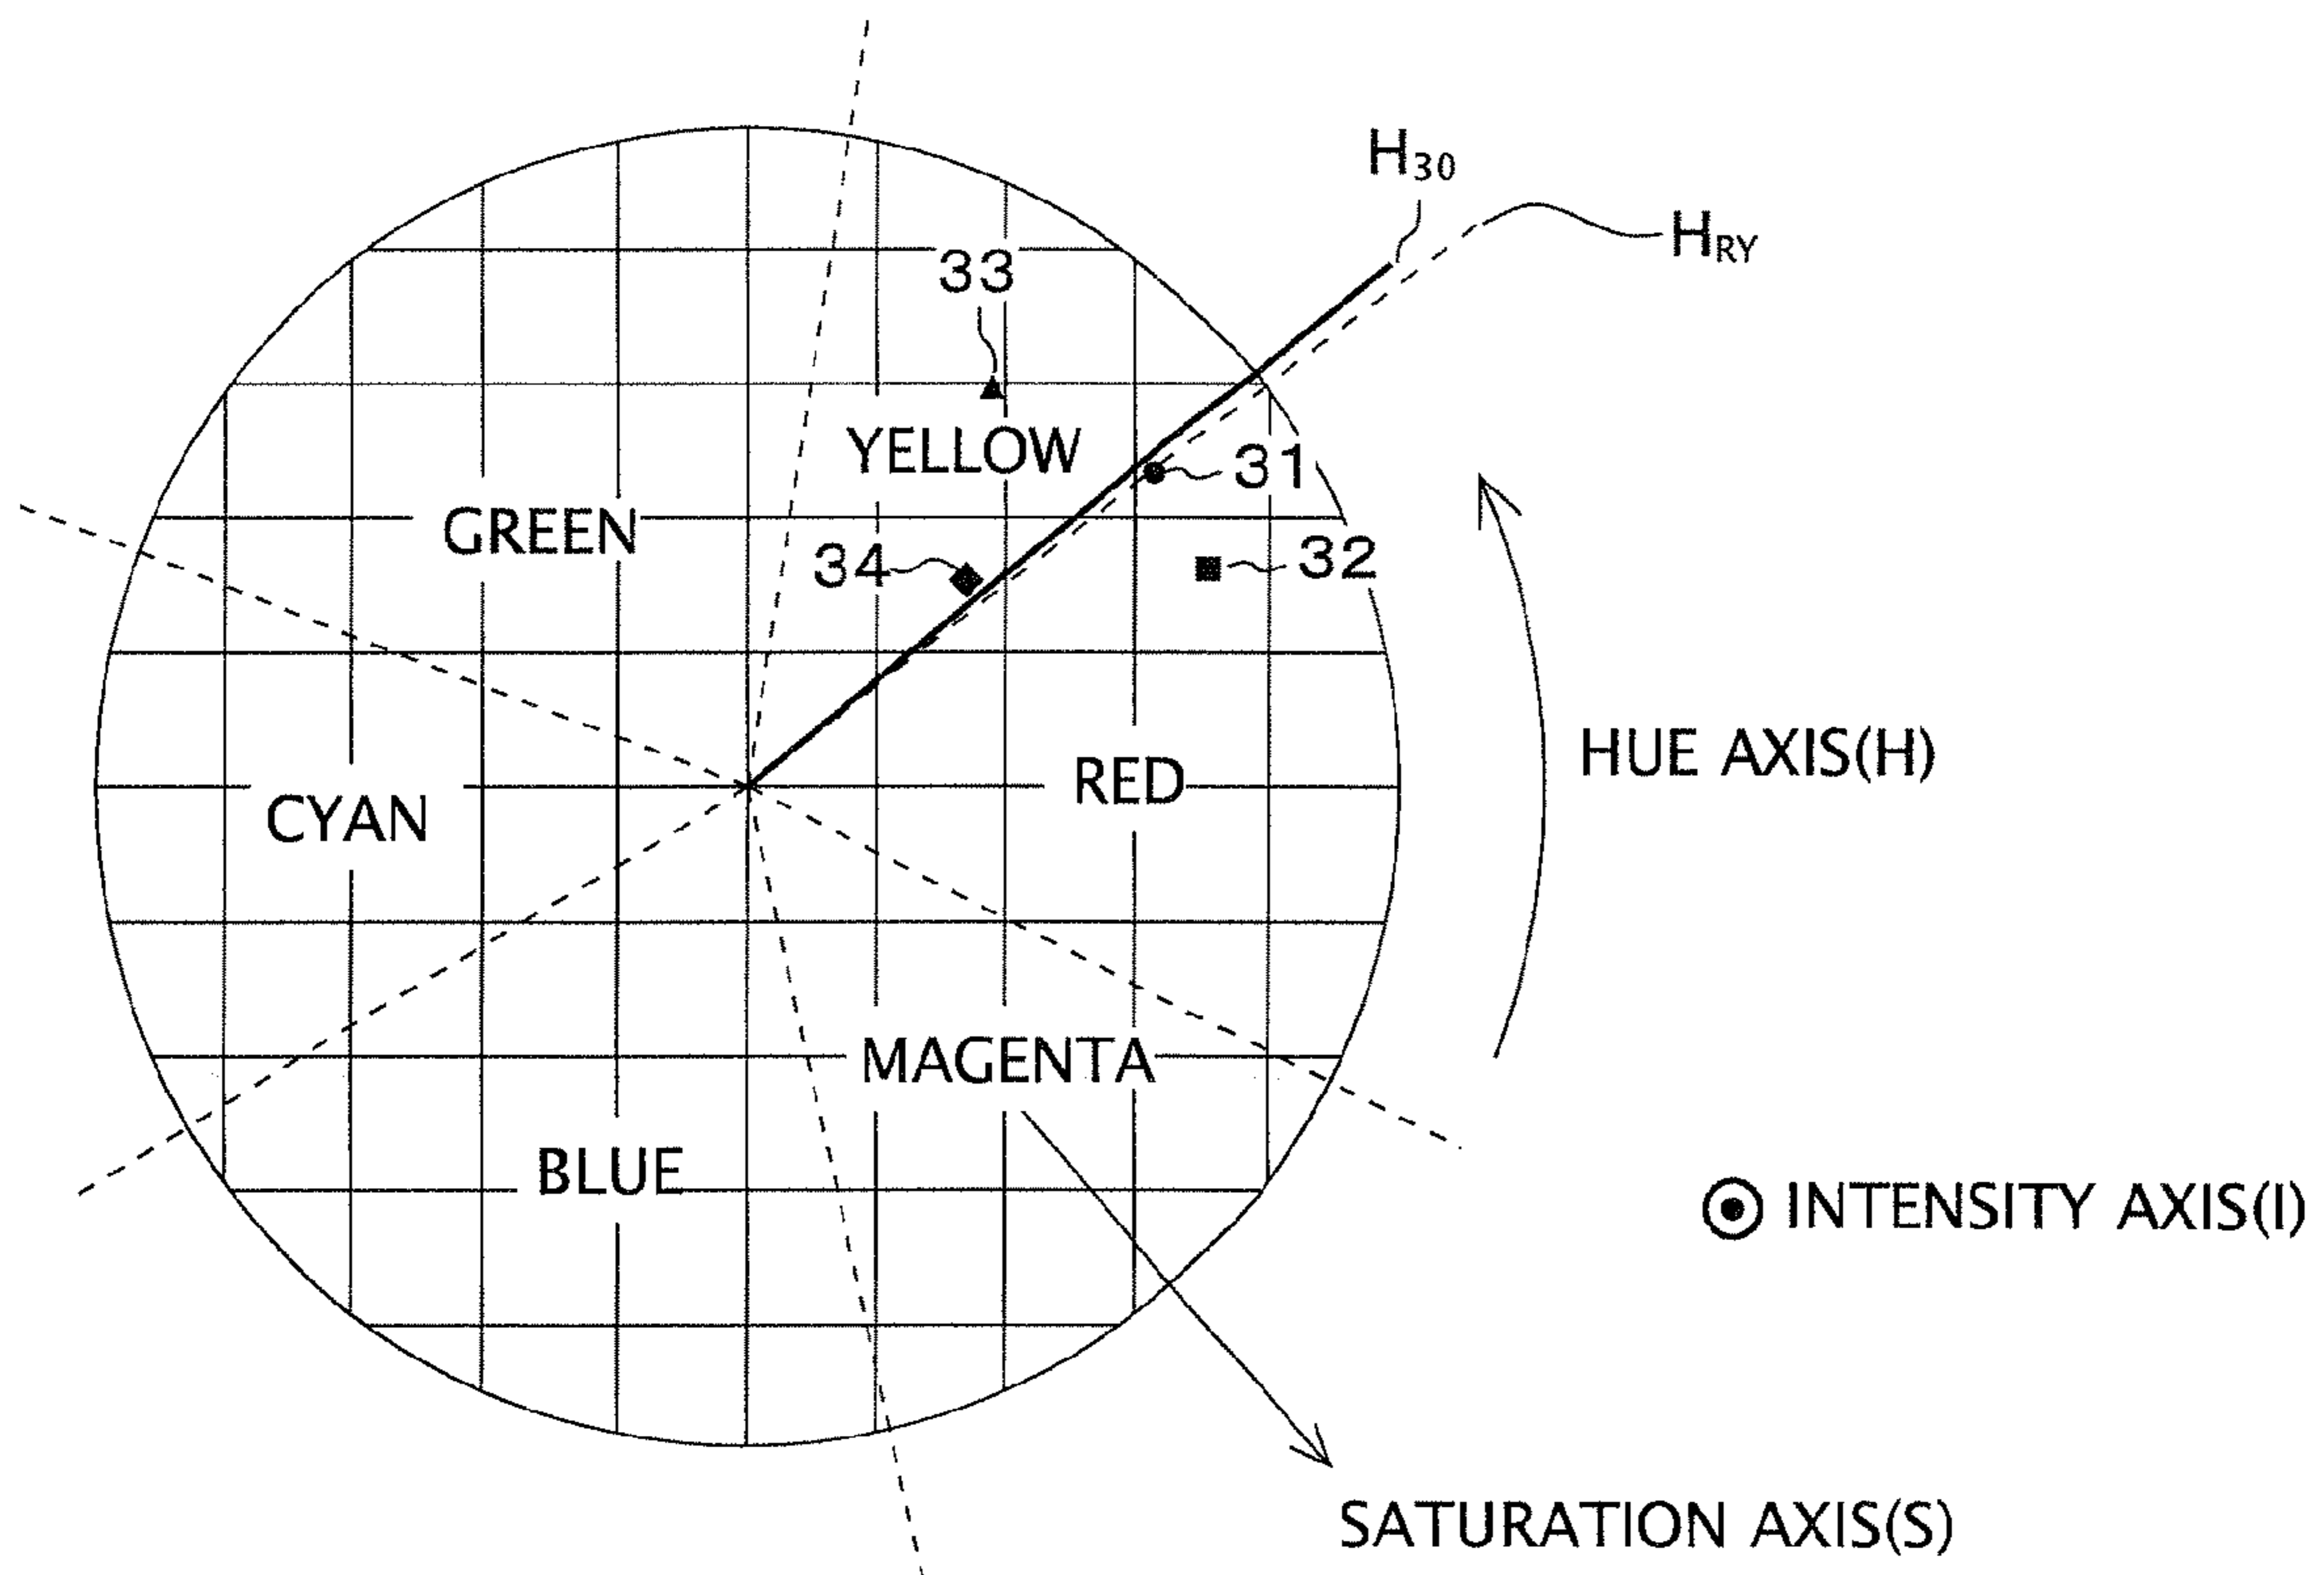 H30
HRY
33
YELLOW
31
GREEN
34
32
RED
HUE AXIS(H)
CYAN
MAGENTA
BLUE
INTENSITY AXIS(I)
SATURATION AXIS(S)